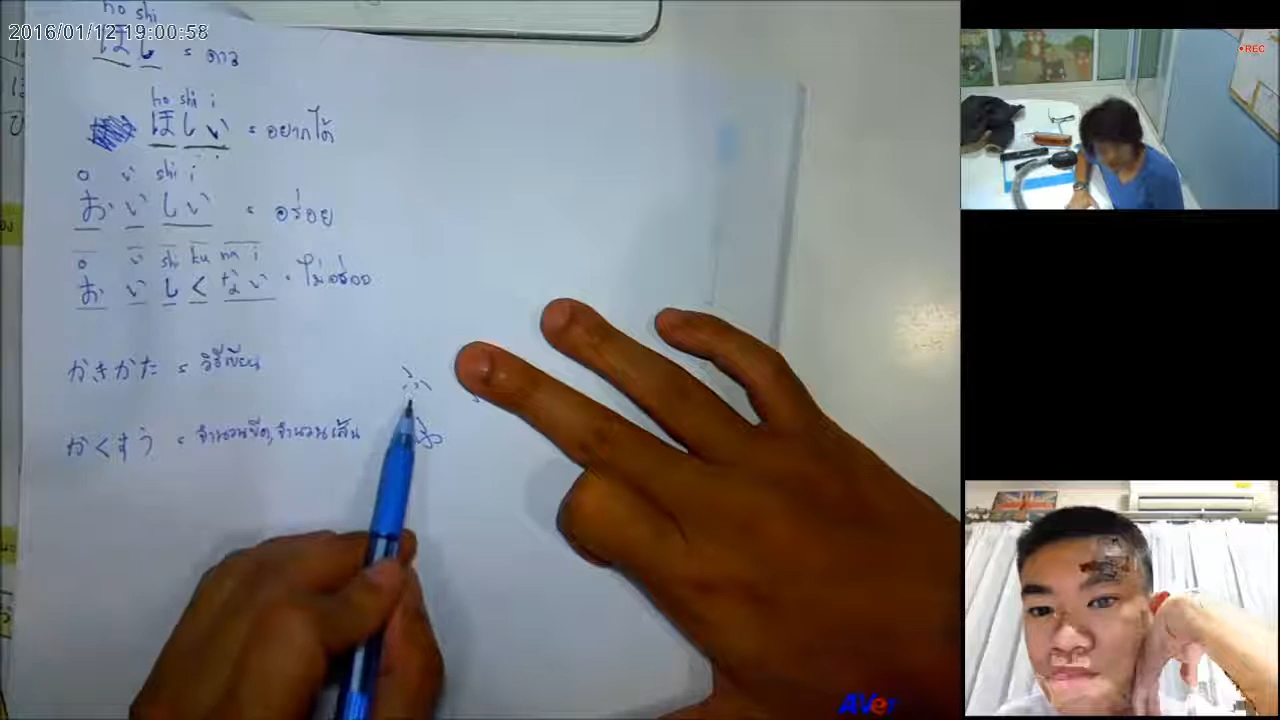 ho shi
2016/01/12 19:00:58
ほし = ดาว
ho shi i
ほしい = อยากได้
o い shi i
おいしい = อร่อย
o い shi ku na i
おいしくない = ไม่อร่อย
かきかた = วิธีเขียน
かくすう = จำนวนขีด, จำนวนเส้น
REC
AVer